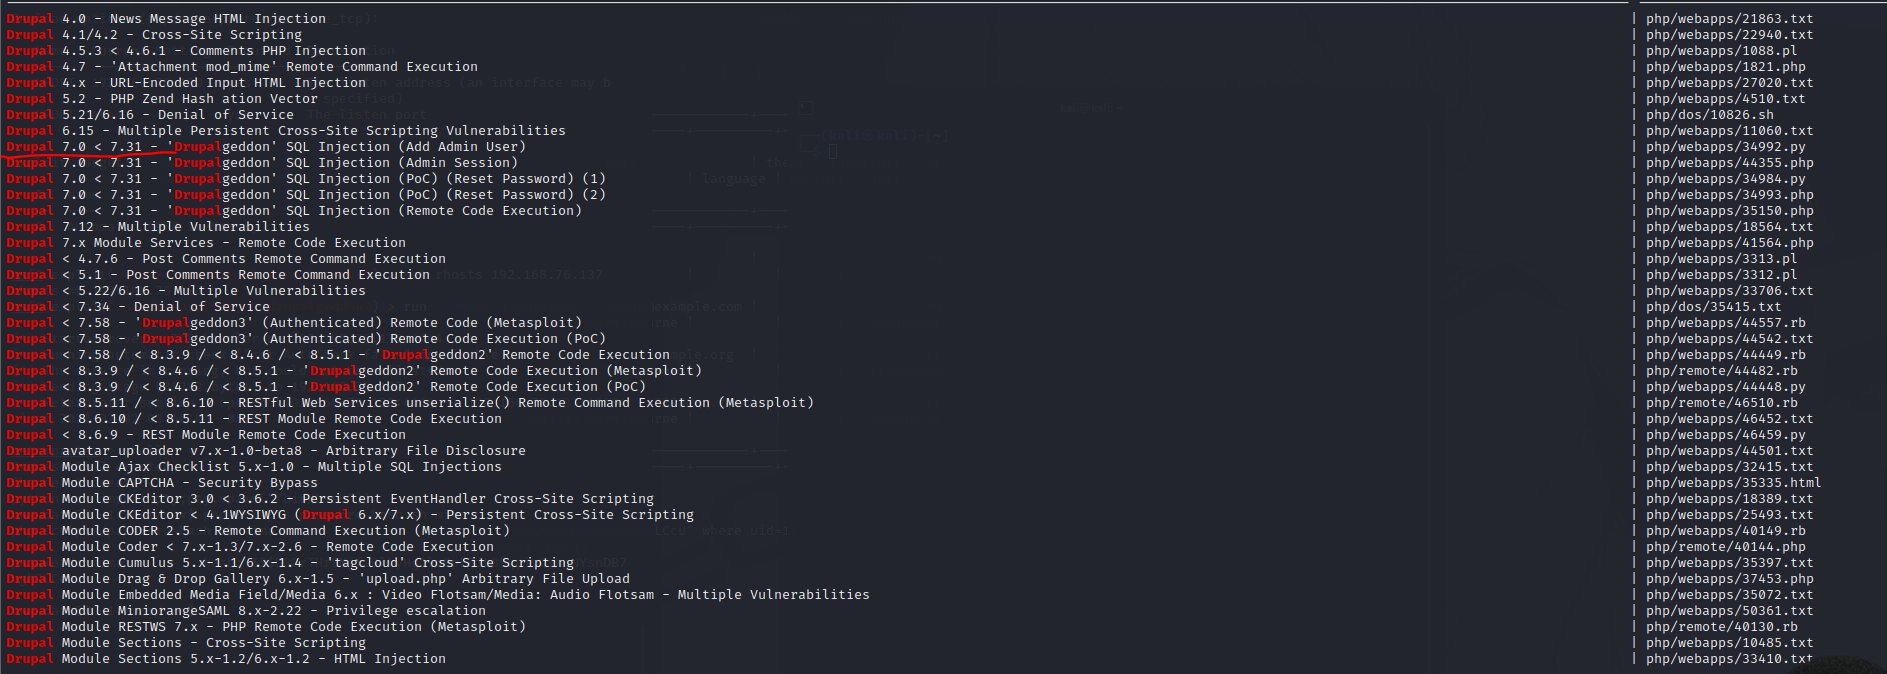 Drupal 4.0 - News Message HTML Injection | php/webapps/21863.txt
Drupal 4.1/4.2 - Cross-Site Scripting | php/webapps/22940.txt
Drupal 4.5.3 < 4.6.1 - Comments PHP Injection | php/webapps/1088.pl
Drupal 4.7 - 'Attachment mod_mime' Remote Command Execution | php/webapps/1821.php
Drupal 4.x - URL-Encoded Input HTML Injection | php/webapps/27020.txt
Drupal 5.2 - PHP Zend Hash ation Vector | php/webapps/4510.txt
Drupal 5.21/6.16 - Denial of Service | php/dos/10826.sh
Drupal 6.15 - Multiple Persistent Cross-Site Scripting Vulnerabilities | php/webapps/11060.txt
Drupal 7.0 < 7.31 - 'Drupalgeddon' SQL Injection (Add Admin User) | php/webapps/34992.py
Drupal 7.0 < 7.31 - 'Drupalgeddon' SQL Injection (Admin Session) | php/webapps/44355.php
Drupal 7.0 < 7.31 - 'Drupalgeddon' SQL Injection (PoC) (Reset Password) (1) | php/webapps/34984.py
Drupal 7.0 < 7.31 - 'Drupalgeddon' SQL Injection (PoC) (Reset Password) (2) | php/webapps/34993.php
Drupal 7.0 < 7.31 - 'Drupalgeddon' SQL Injection (Remote Code Execution) | php/webapps/35150.php
Drupal 7.12 - Multiple Vulnerabilities | php/webapps/18564.txt
Drupal 7.x Module Services - Remote Code Execution | php/webapps/41564.php
Drupal < 4.7.6 - Post Comments Remote Command Execution | php/webapps/3313.pl
Drupal < 5.1 - Post Comments Remote Command Execution | php/webapps/3312.pl
Drupal < 5.22/6.16 - Multiple Vulnerabilities | php/webapps/33706.txt
Drupal < 7.34 - Denial of Service | php/dos/35415.txt
Drupal < 7.58 - 'Drupalgeddon3' (Authenticated) Remote Code (Metasploit) | php/webapps/44557.rb
Drupal < 7.58 - 'Drupalgeddon3' (Authenticated) Remote Code Execution (PoC) | php/webapps/44542.txt
Drupal < 7.58 / < 8.3.9 / < 8.4.6 / < 8.5.1 - 'Drupalgeddon2' Remote Code Execution | php/webapps/44449.rb
Drupal < 8.3.9 / < 8.4.6 / < 8.5.1 - 'Drupalgeddon2' Remote Code Execution (Metasploit) | php/remote/44482.rb
Drupal < 8.3.9 / < 8.4.6 / < 8.5.1 - 'Drupalgeddon2' Remote Code Execution (PoC) | php/webapps/44448.py
Drupal < 8.5.11 / < 8.6.10 - RESTful Web Services unserialize() Remote Command Execution (Metasploit) | php/remote/46510.rb
Drupal < 8.6.10 / < 8.5.11 - REST Module Remote Code Execution | php/webapps/46452.txt
Drupal < 8.6.9 - REST Module Remote Code Execution | php/webapps/46459.py
Drupal avatar_uploader v7.x-1.0-beta8 - Arbitrary File Disclosure | php/webapps/44501.txt
Drupal Module Ajax Checklist 5.x-1.0 - Multiple SQL Injections | php/webapps/32415.txt
Drupal Module CAPTCHA - Security Bypass | php/webapps/35335.html
Drupal Module CKEditor 3.0 < 3.6.2 - Persistent EventHandler Cross-Site Scripting | php/webapps/18389.txt
Drupal Module CKEditor < 4.1WYSIWYG (Drupal 6.x/7.x) - Persistent Cross-Site Scripting | php/webapps/25493.txt
Drupal Module CODER 2.5 - Remote Command Execution (Metasploit) | php/webapps/40149.rb
Drupal Module Coder < 7.x-1.3/7.x-2.6 - Remote Code Execution | php/remote/40144.php
Drupal Module Cumulus 5.x-1.1/6.x-1.4 - 'tagcloud' Cross-Site Scripting | php/webapps/35397.txt
Drupal Module Drag & Drop Gallery 6.x-1.5 - 'upload.php' Arbitrary File Upload | php/webapps/37453.php
Drupal Module Embedded Media Field/Media 6.x : Video Flotsam/Media: Audio Flotsam - Multiple Vulnerabilities | php/webapps/35072.txt
Drupal Module MiniorangeSAML 8.x-2.22 - Privilege escalation | php/webapps/50361.txt
Drupal Module RESTWS 7.x - PHP Remote Code Execution (Metasploit) | php/remote/40130.rb
Drupal Module Sections - Cross-Site Scripting | php/webapps/10485.txt
Drupal Module Sections 5.x-1.2/6.x-1.2 - HTML Injection | php/webapps/33410.txt